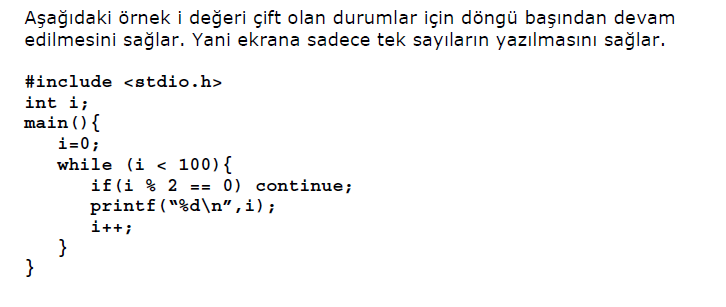 Aşağıdaki örnek i değeri çift olan durumlar için döngü başından devam
edilmesini sağlar. Yani ekrana sadece tek sayıların yazılmasını sağlar.
#include <stdio.h>
int i;
main(){
i=0;
while (i < 100){
if(i % 2 == 0) continue;
printf(“%d\n”,i);
i++;
}
}